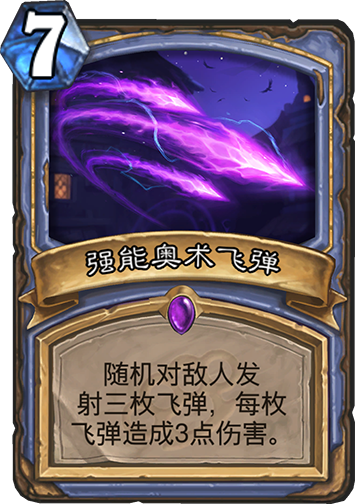 7
强能奥术飞弹
随机对敌人发
射三枚飞弹，每枚
飞弹造成3点伤害。